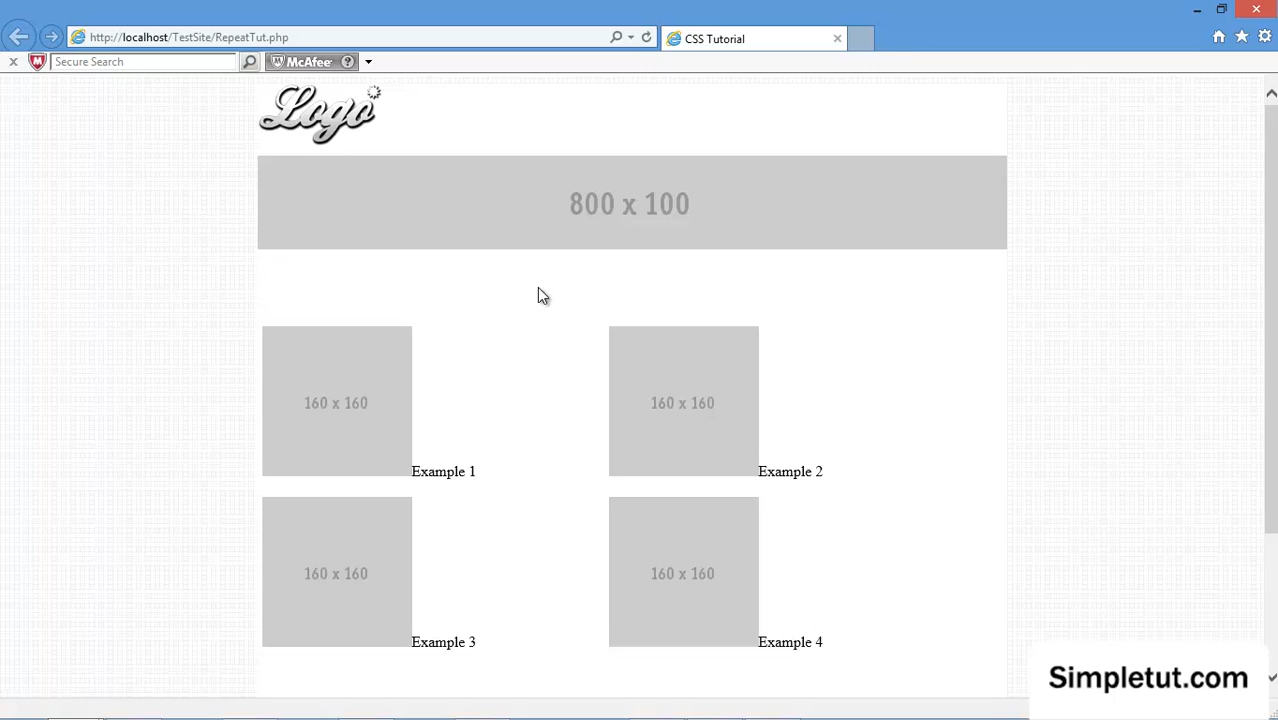 http://localhost/TestSite/RepeatTut.php
CSS Tutorial
Secure Search
McAfee
Logo
800 x 100
160 x 160
160 x 160
Example 1
Example 2
160 x 160
160 x 160
Example 3
Example 4
Simpletut.com